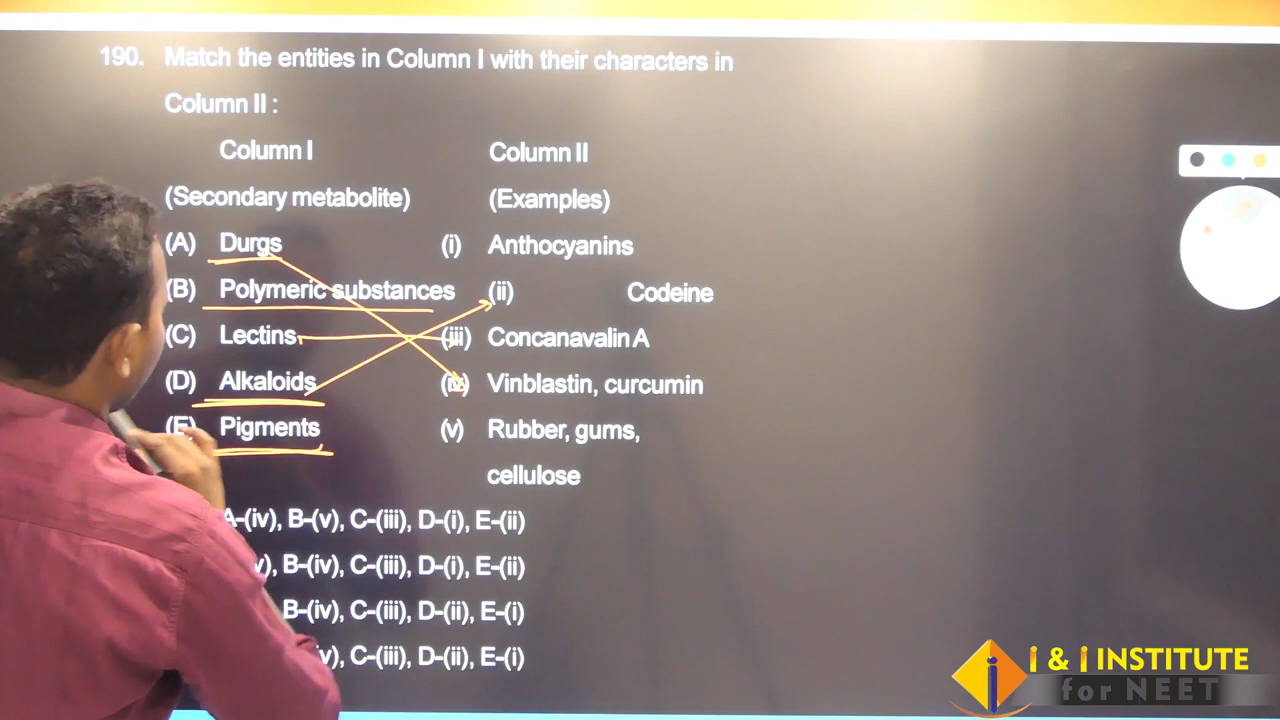 190. Match the entities in Column I with their characters in
Column II :
Column I Column II
(Secondary metabolite) (Examples)
(A) Durgs (i) Anthocyanins
(B) Polymeric substances (ii) Codeine
(C) Lectins (iii) Concanavalin A
(D) Alkaloids (iv) Vinblastin, curcumin
(E) Pigments (v) Rubber, gums,
cellulose
A-(iv), B-(v), C-(iii), D-(i), E-(ii)
B-(iv), C-(iii), D-(i), E-(ii)
B-(iv), C-(iii), D-(ii), E-(i)
C-(iii), D-(ii), E-(i)
i & i INSTITUTE
for NEET